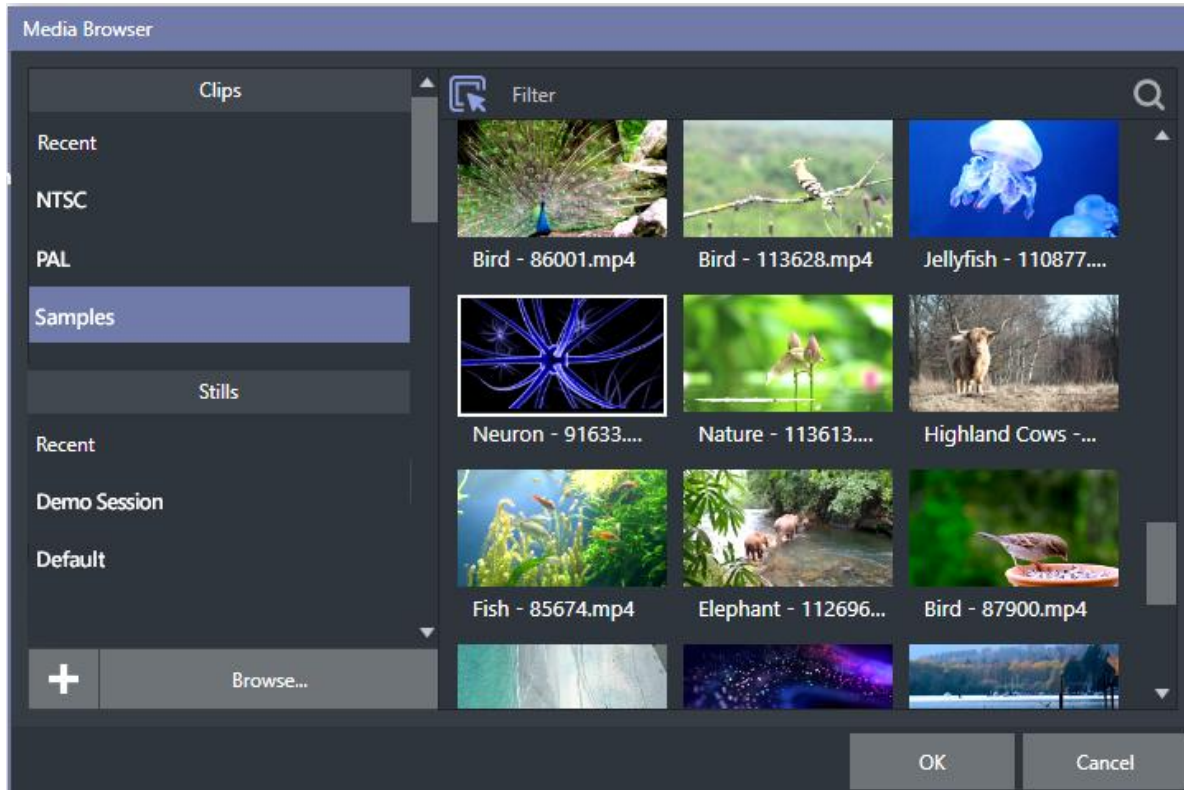 Media Browser
Clips
Recent
NTSC
PAL
Samples
Stills
Recent
Demo Session
Default
Browse...
Filter
Bird - 86001.mp4
Bird - 113628.mp4
Jellyfish - 110877....
Neuron - 91633....
Nature - 113613....
Highland Cows -...
Fish - 85674.mp4
Elephant - 112696...
Bird - 87900.mp4
OK
Cancel